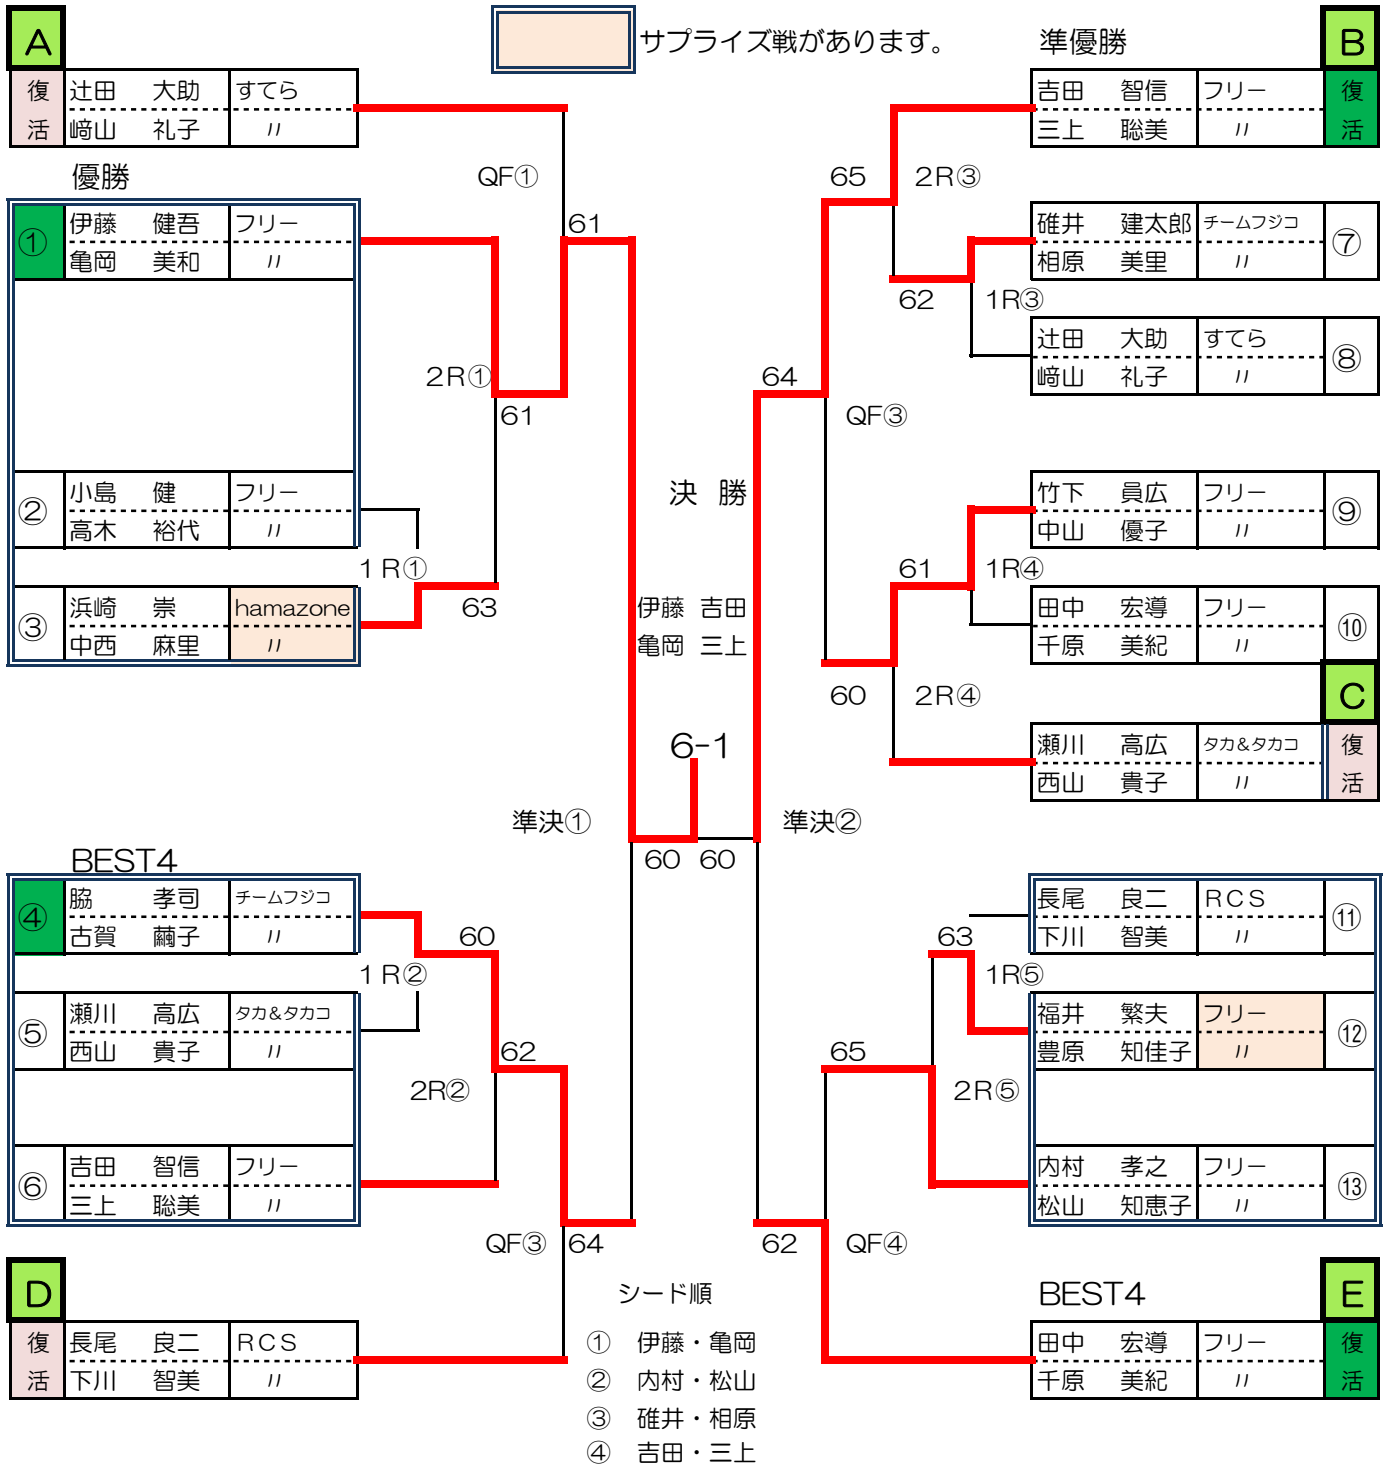 A
サプライズ戦があります。
準優勝
B
復 辻田 大助 すてら
活 﨑山 礼子 〃
吉田 智信 フリー 復
三上 聡美 〃 活
優勝
QF①
65 2R③
① 伊藤 健吾 フリー
亀岡 美和 〃
61
碓井 建太郎 チームフジコ ⑦
相原 美里 〃
62 1R③
辻田 大助 すてら ⑧
﨑山 礼子 〃
2R①
61
64
QF③
② 小島 健 フリー
高木 裕代 〃
決 勝
竹下 員広 フリー ⑨
中山 優子 〃
1R①
61 1R④
③ 浜崎 崇 hamazone
中西 麻里 〃
63
伊藤 吉田
亀岡 三上
田中 宏導 フリー ⑩
千原 美紀 〃
60 2R④
C
6-1
瀬川 高広 タカ&タカコ 復
西山 貴子 〃 活
準決① 準決②
60 60
BEST4
④ 脇 孝司 チームフジコ
古賀 繭子 〃
60
1R②
長尾 良二 RCS ⑪
下川 智美 〃
63
1R⑤
⑤ 瀬川 高広 タカ&タカコ
西山 貴子 〃
福井 繁夫 フリー ⑫
豊原 知佳子 〃
62
2R②
65
2R⑤
⑥ 吉田 智信 フリー
三上 聡美 〃
内村 孝之 フリー ⑬
松山 知恵子 〃
QF③ 64
62 QF④
D
シード順
BEST4
E
復 長尾 良二 RCS
活 下川 智美 〃
① 伊藤・亀岡
② 内村・松山
③ 碓井・相原
④ 吉田・三上
田中 宏導 フリー 復
千原 美紀 〃 活